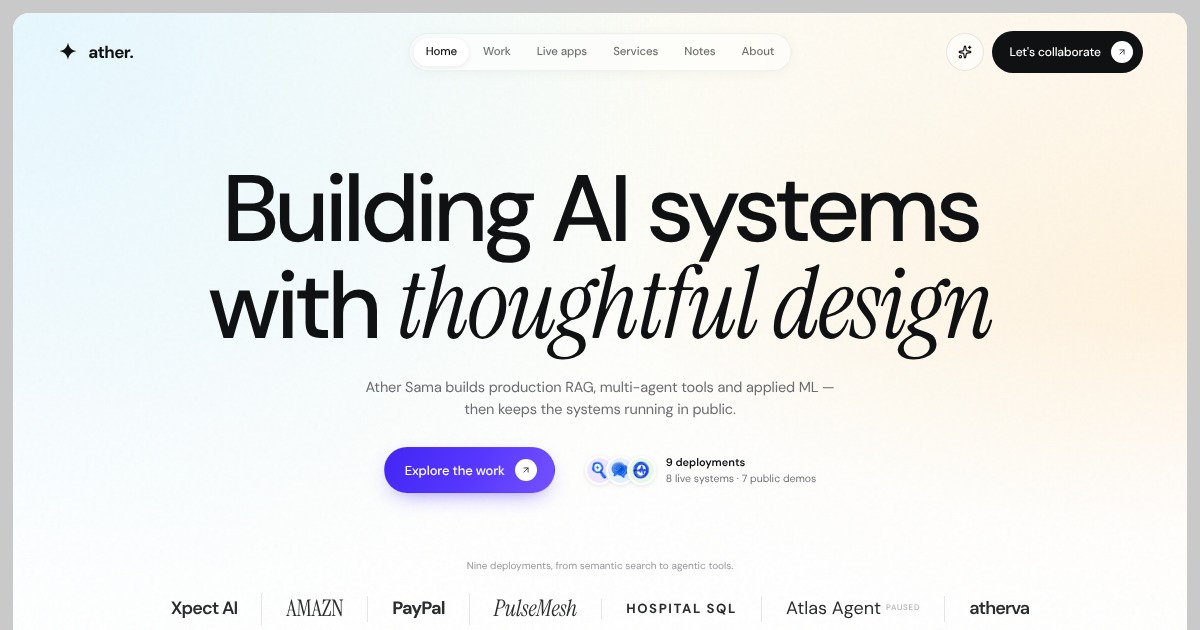 ather.
Home Work Live apps Services Notes About
Let's collaborate
Building AI systems
with thoughtful design
Ather Sama builds production RAG, multi-agent tools and applied ML —
then keeps the systems running in public.
Explore the work
9 deployments
8 live systems · 7 public demos
Nine deployments, from semantic search to agentic tools.
Xpect AI AMAZN PayPal PulseMesh HOSPITAL SQL Atlas Agent PAUSED atherva